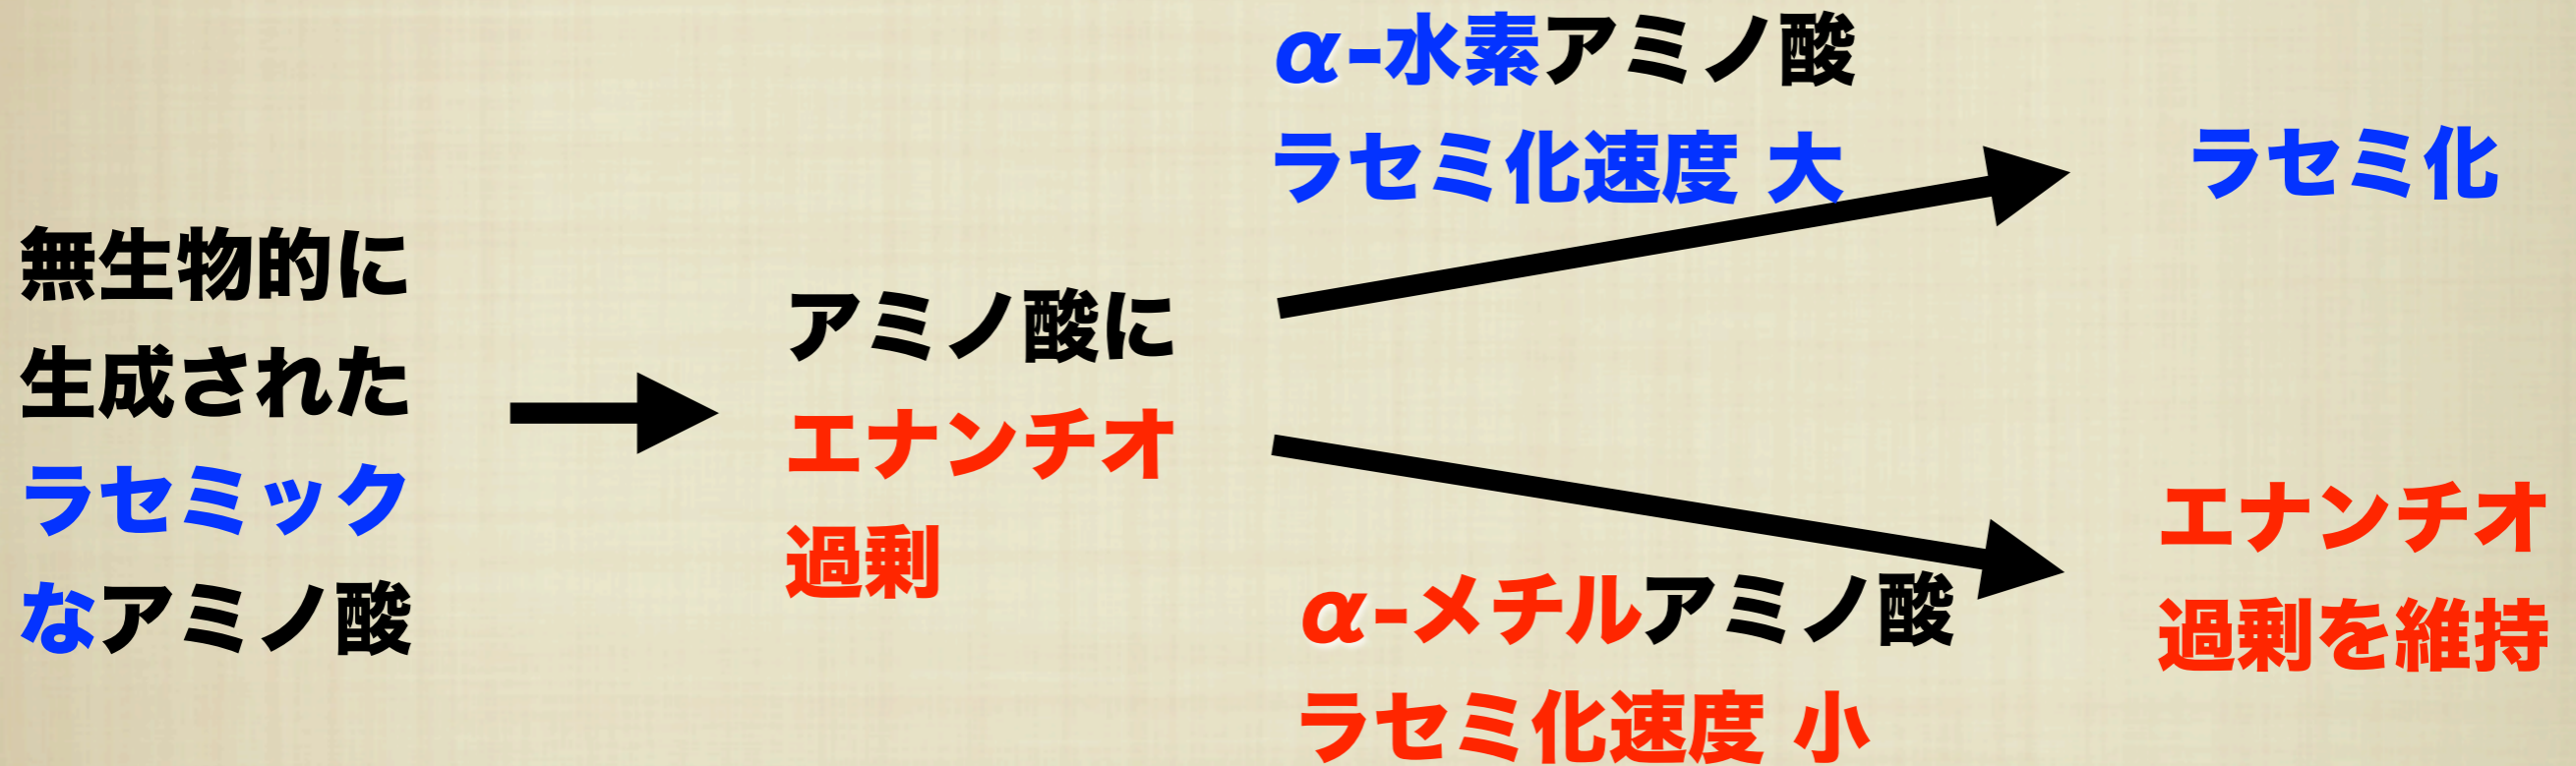 無生物的に
生成された
ラセミック
なアミノ酸
アミノ酸に
エナンチオ
過剰
α-水素アミノ酸
ラセミ化速度 大
ラセミ化
α-メチルアミノ酸
ラセミ化速度 小
エナンチオ
過剰を維持